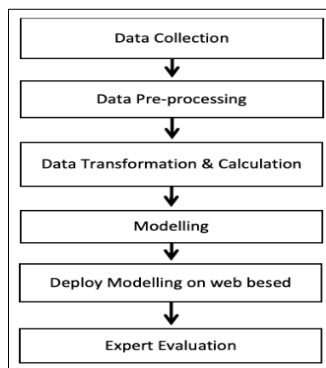 Data Collection
Data Pre-processing
Data Transformation & Calculation
Modelling
Deploy Modelling on web besed
Expert Evaluation